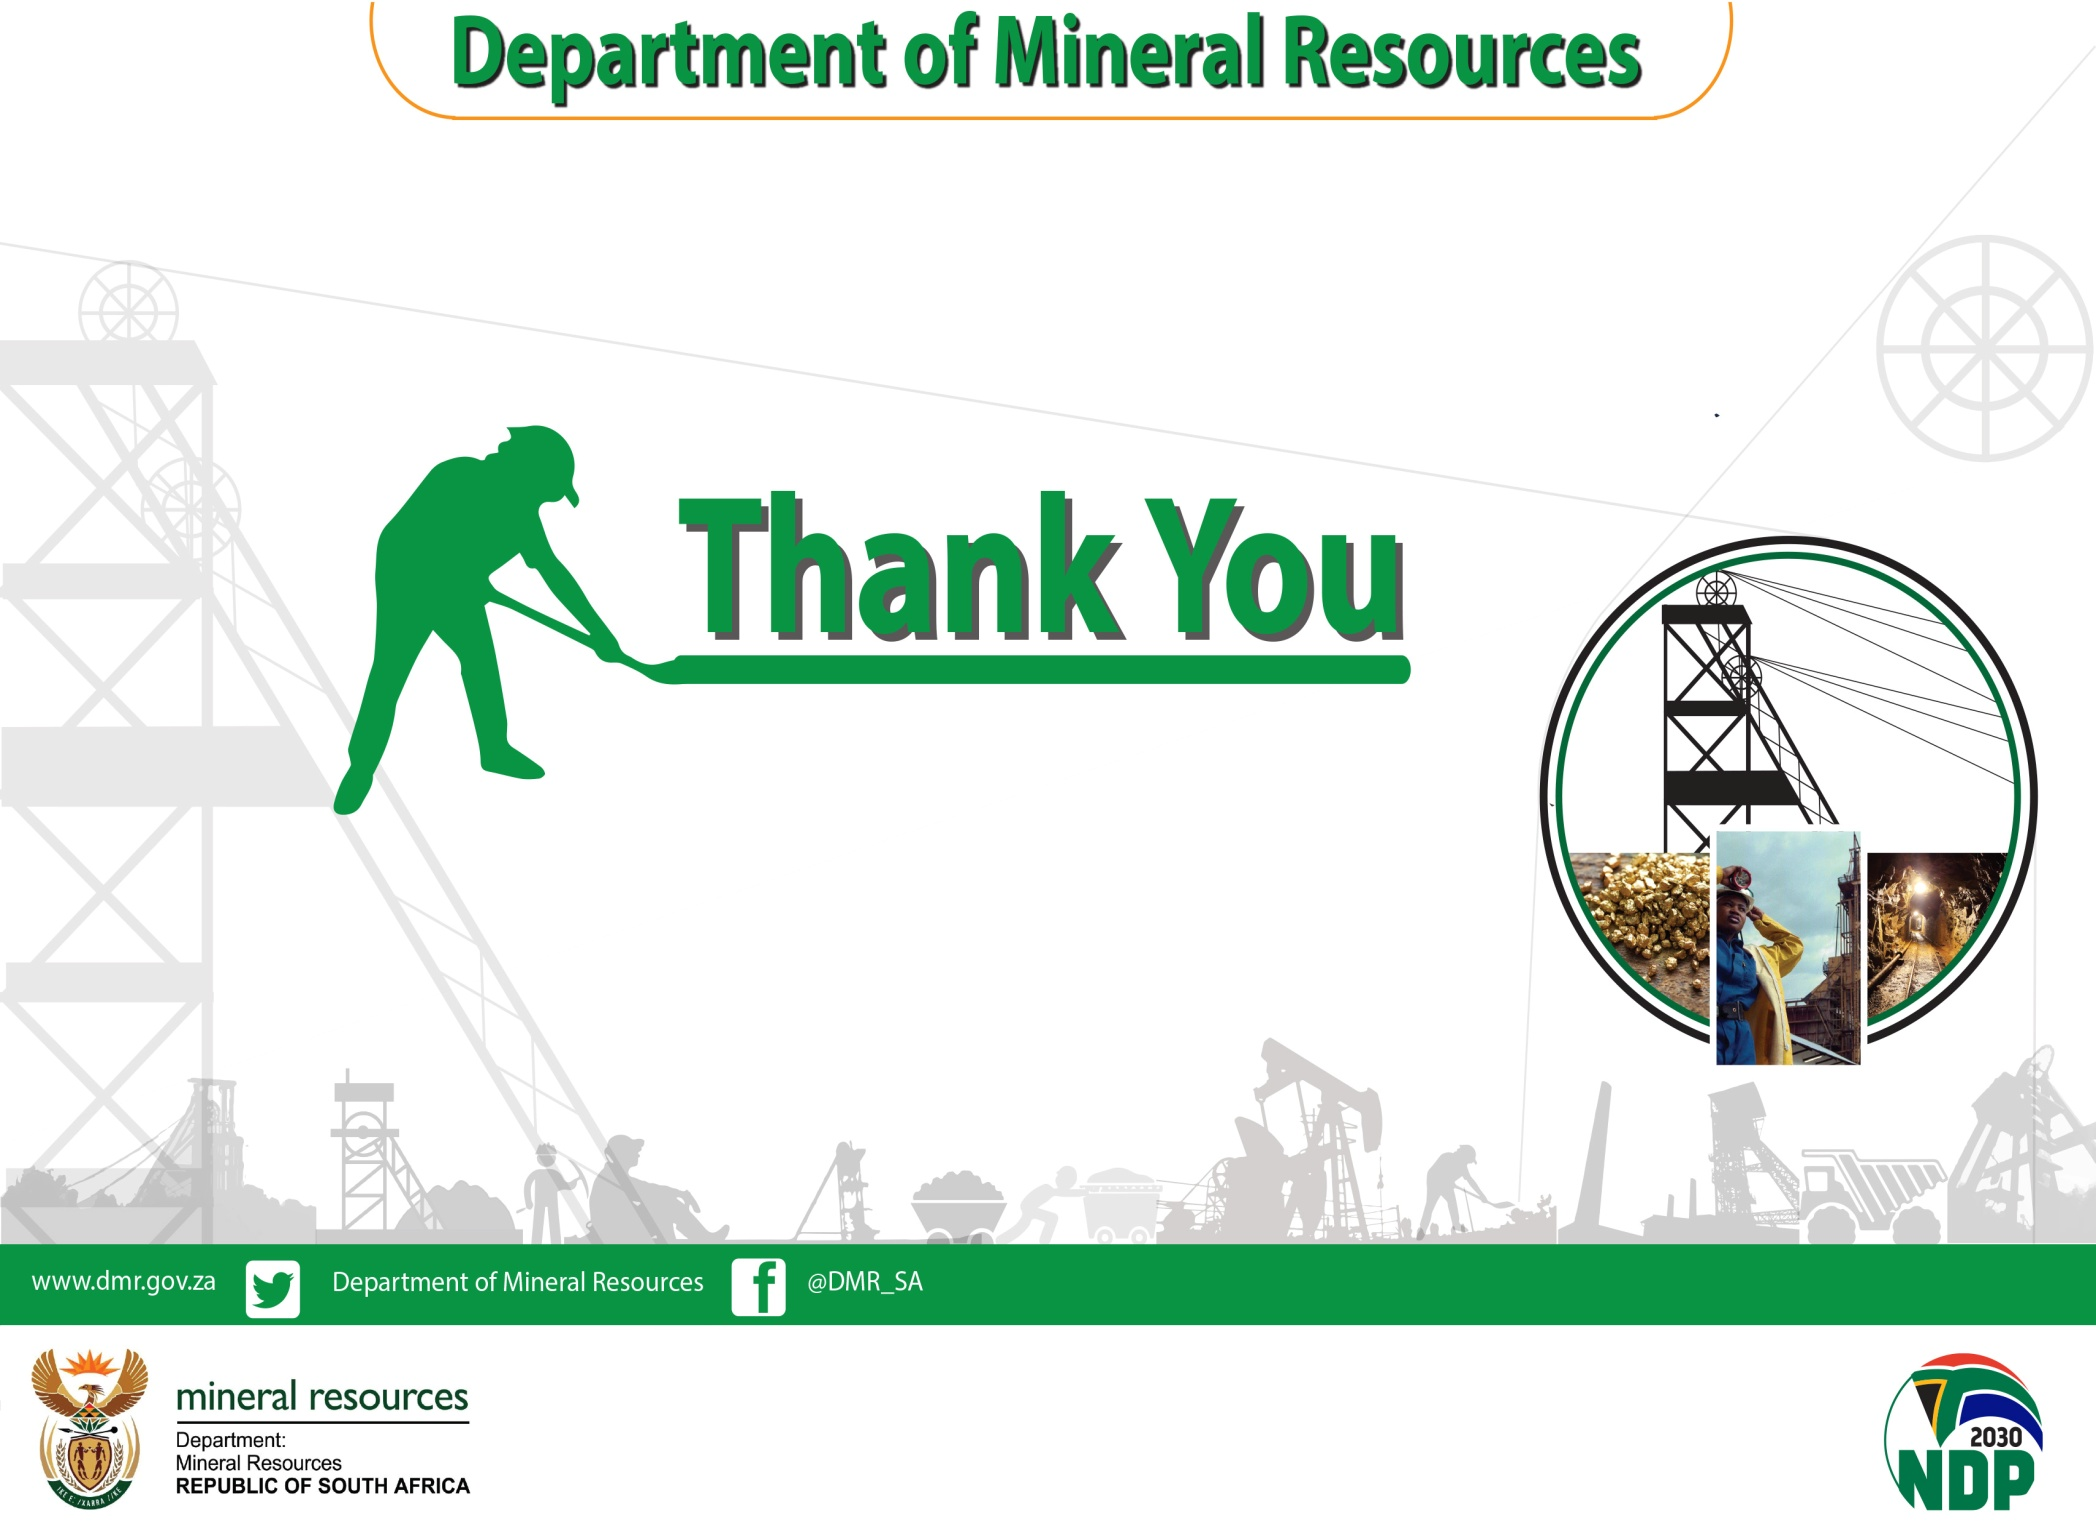 Department of Mineral Resources
Thank You
www.dmr.gov.za Department of Mineral Resources @DMR_SA
mineral resources
Department:
Mineral Resources
REPUBLIC OF SOUTH AFRICA
2030
NDP